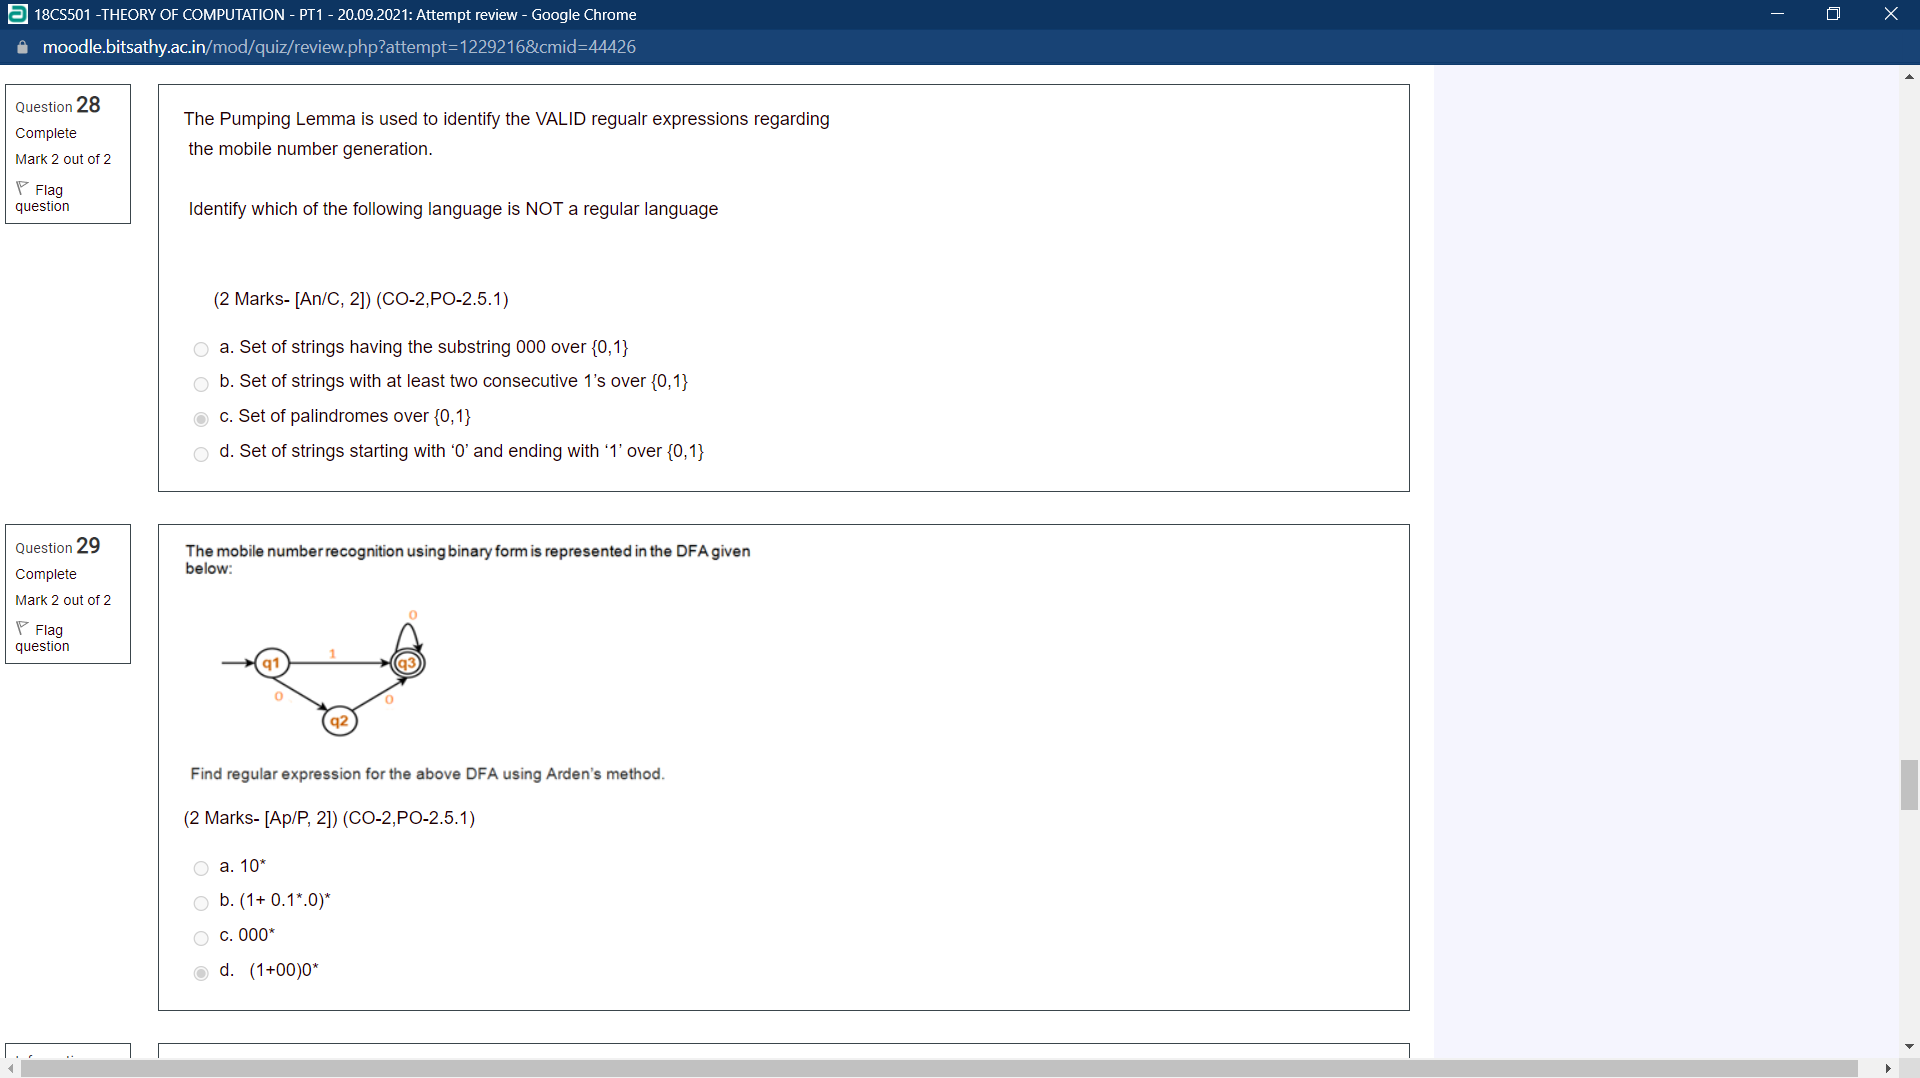 18CS501 -THEORY OF COMPUTATION - PT1 - 20.09.2021: Attempt review - Google Chrome
moodle.bitsathy.ac.in/mod/quiz/review.php?attempt=1229216&cmid=44426
Question 28
Complete
Mark 2 out of 2
Flag
question
The Pumping Lemma is used to identify the VALID regualr expressions regarding
the mobile number generation.
Identify which of the following language is NOT a regular language
(2 Marks- [An/C, 2]) (CO-2,PO-2.5.1)
a. Set of strings having the substring 000 over {0,1}
b. Set of strings with at least two consecutive 1’s over {0,1}
c. Set of palindromes over {0,1}
d. Set of strings starting with ‘0’ and ending with ‘1’ over {0,1}
Question 29
Complete
Mark 2 out of 2
Flag
question
The mobile number recognition using binary form is represented in the DFA given
below:
0
1
q1
q3
0
0
q2
Find regular expression for the above DFA using Arden’s method.
(2 Marks- [Ap/P, 2]) (CO-2,PO-2.5.1)
a. 10*
b. (1+ 0.1*.0)*
c. 000*
d. (1+00)0*